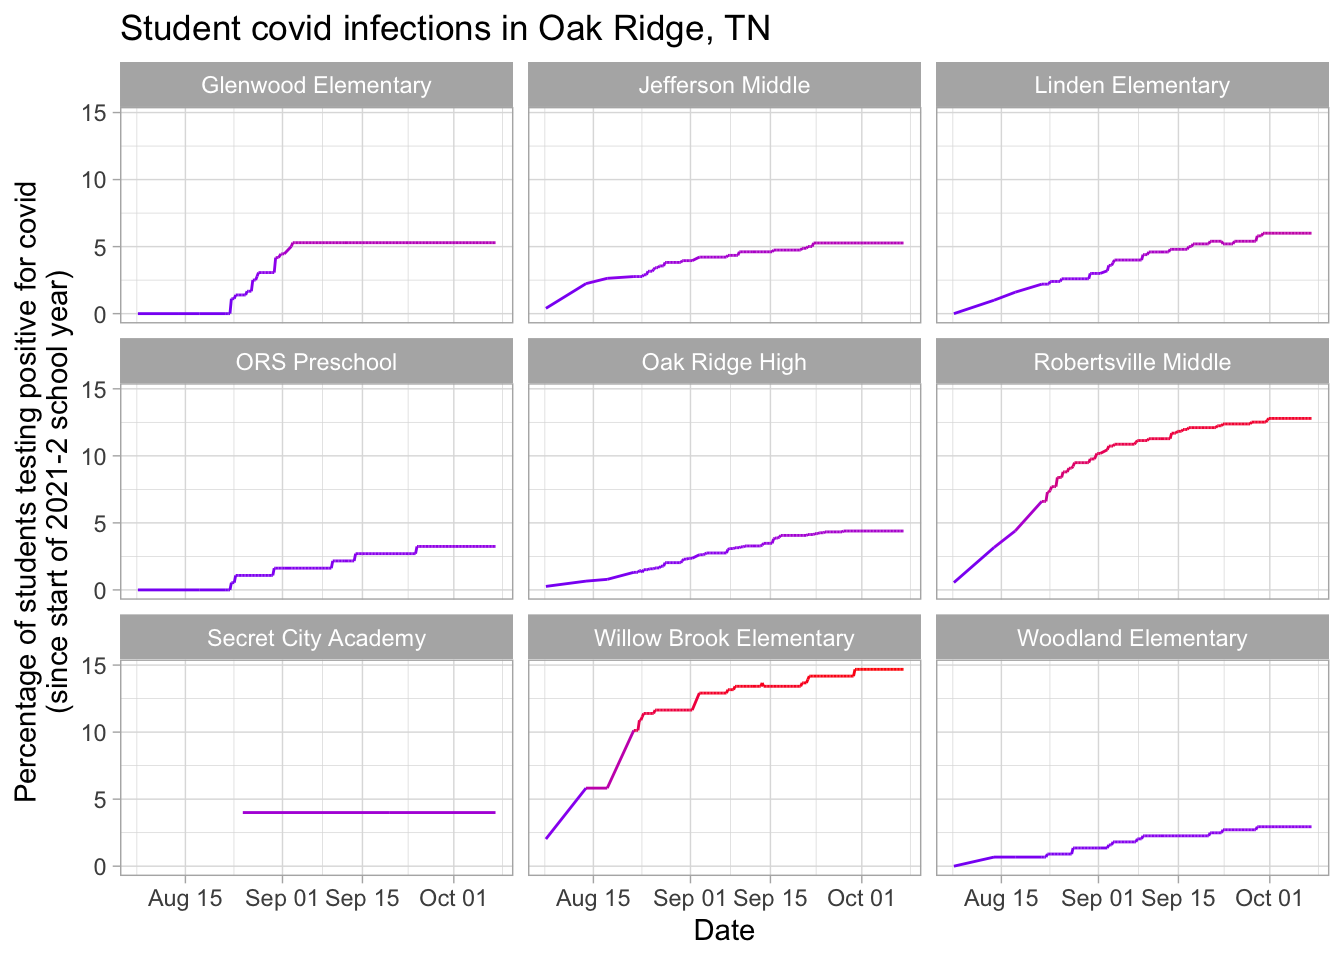 Student covid infections in Oak Ridge, TN
Percentage of students testing positive for covid
(since start of 2021-2 school year)
Glenwood Elementary
Jefferson Middle
Linden Elementary
15
10
5
0
ORS Preschool
Oak Ridge High
Robertsville Middle
15
10
5
0
Secret City Academy
Willow Brook Elementary
Woodland Elementary
15
10
5
0
Aug 15 Sep 01 Sep 15 Oct 01
Aug 15 Sep 01 Sep 15 Oct 01
Aug 15 Sep 01 Sep 15 Oct 01
Date